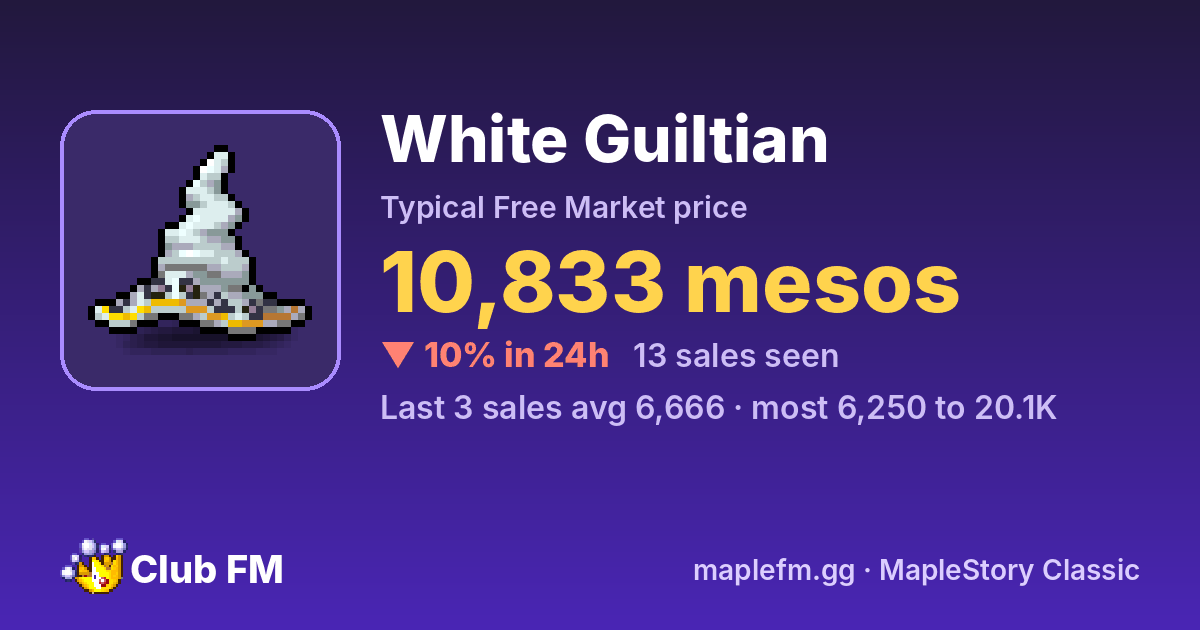 White Guiltian
Typical Free Market price
10,833 mesos
▼ 10% in 24h 13 sales seen
Last 3 sales avg 6,666 · most 6,250 to 20.1K
Club FM
maplefm.gg · MapleStory Classic